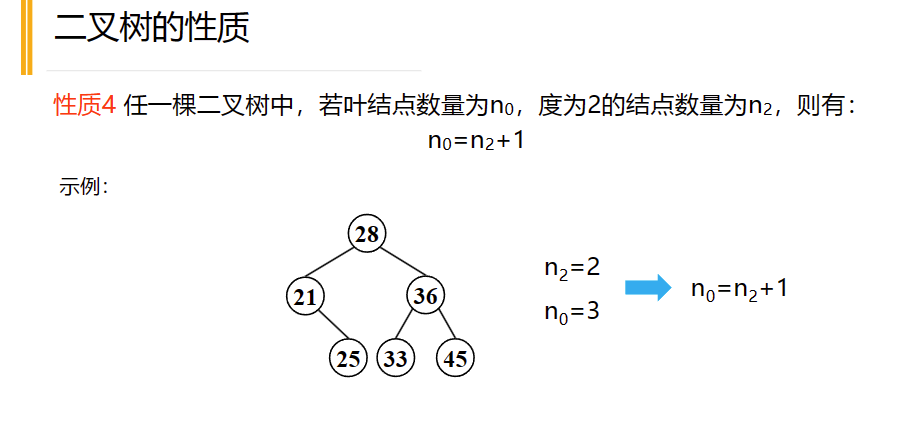 二叉树的性质
性质4 任一棵二叉树中，若叶结点数量为n₀，度为2的结点数量为n₂，则有：
n₀=n₂+1
示例：
28
21 36
25 33 45
n₂=2
n₀=3
n₀=n₂+1